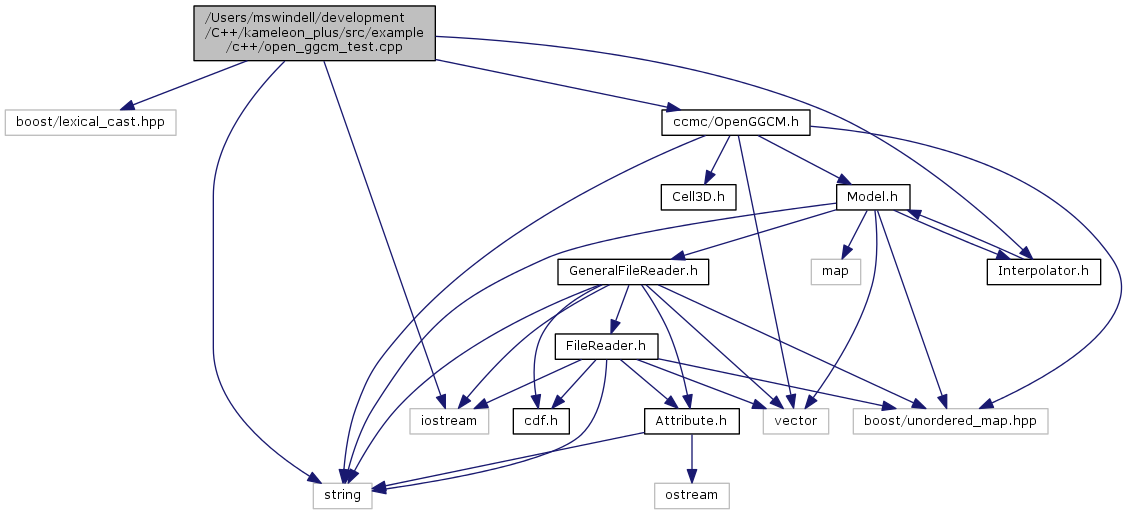 /Users/mswindell/development
/C++/kameleon_plus/src/example
/c++/open_ggcm_test.cpp
boost/lexical_cast.hpp
ccmc/OpenGGCM.h
Cell3D.h
Model.h
GeneralFileReader.h
map
Interpolator.h
FileReader.h
iostream
cdf.h
Attribute.h
vector
boost/unordered_map.hpp
string
ostream